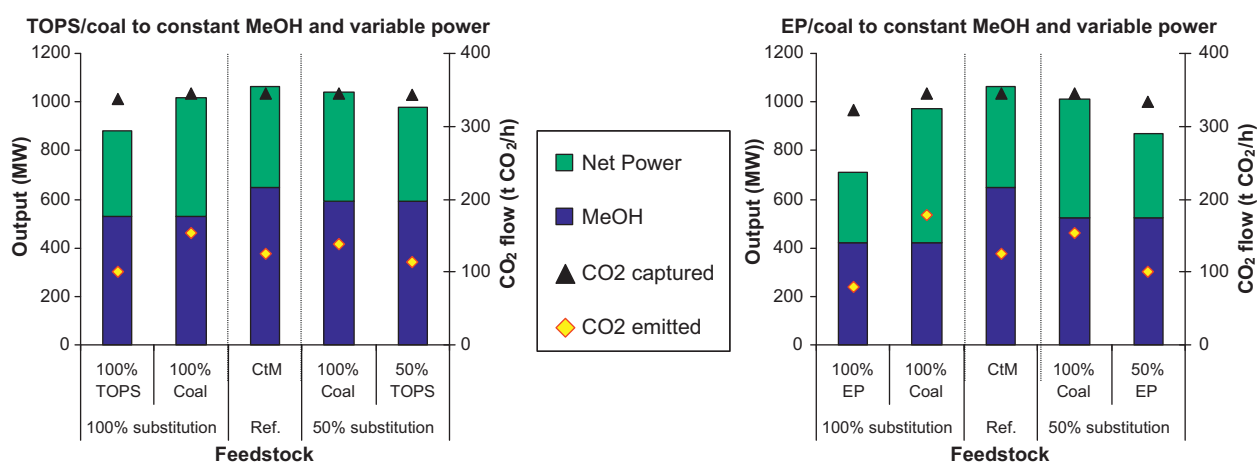 TOPS/coal to constant MeOH and variable power
1200
1000
800
600
400
200
0
Output (MW)
400
300
200
100
0
CO2 flow (t CO2/h)
100% TOPS
100% Coal
CtM
100% Coal
50% TOPS
100% substitution
Ref.
50% substitution
Feedstock
Net Power
MeOH
CO2 captured
CO2 emitted
EP/coal to constant MeOH and variable power
1200
1000
800
600
400
200
0
Output (MW))
400
300
200
100
0
CO2 flow (t CO2/h)
100% EP
100% Coal
CtM
100% Coal
50% EP
100% substitution
Ref.
50% substitution
Feedstock